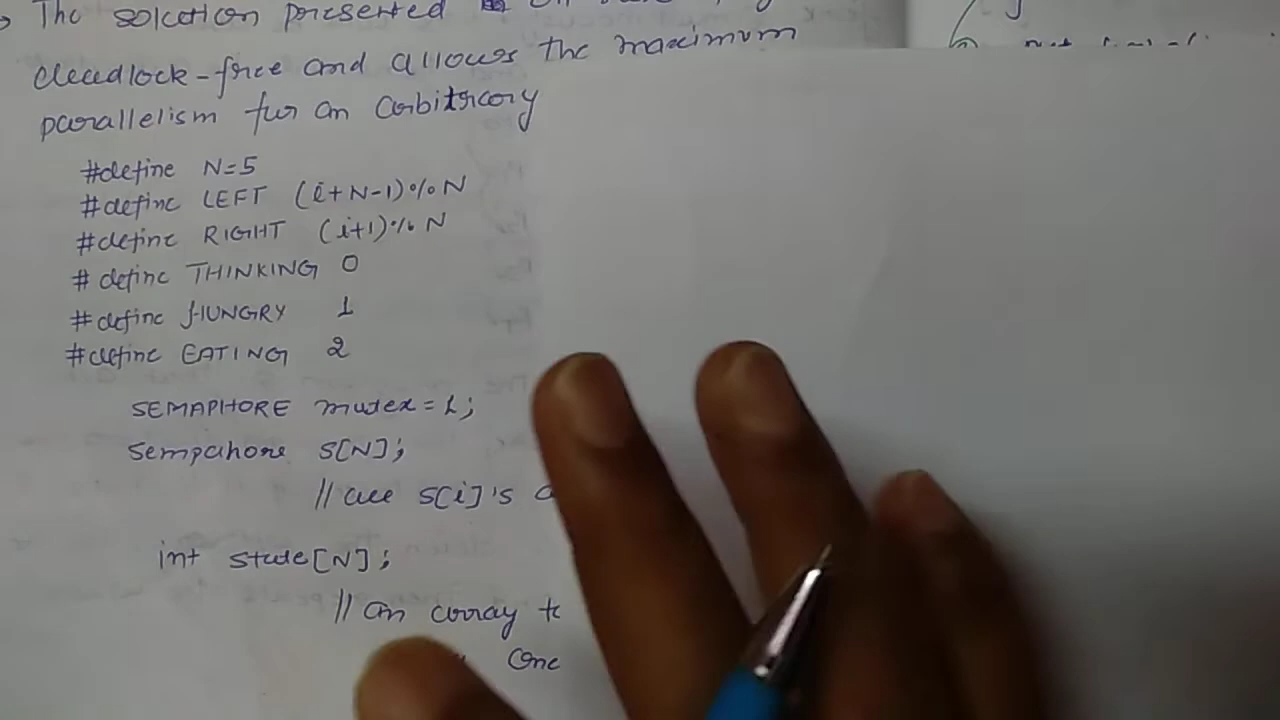 The solution presented
deadlock-free and allows the maximum
parallelism for an arbitrary
#define N=5
#define LEFT (i+N-1)%N
#define RIGHT (i+1)%N
#define THINKING 0
#define HUNGRY 1
#define EATING 2
SEMAPHORE mutex=1;
Sempahore S[N];
// all S[i]'s
int state[N];
// an array
One